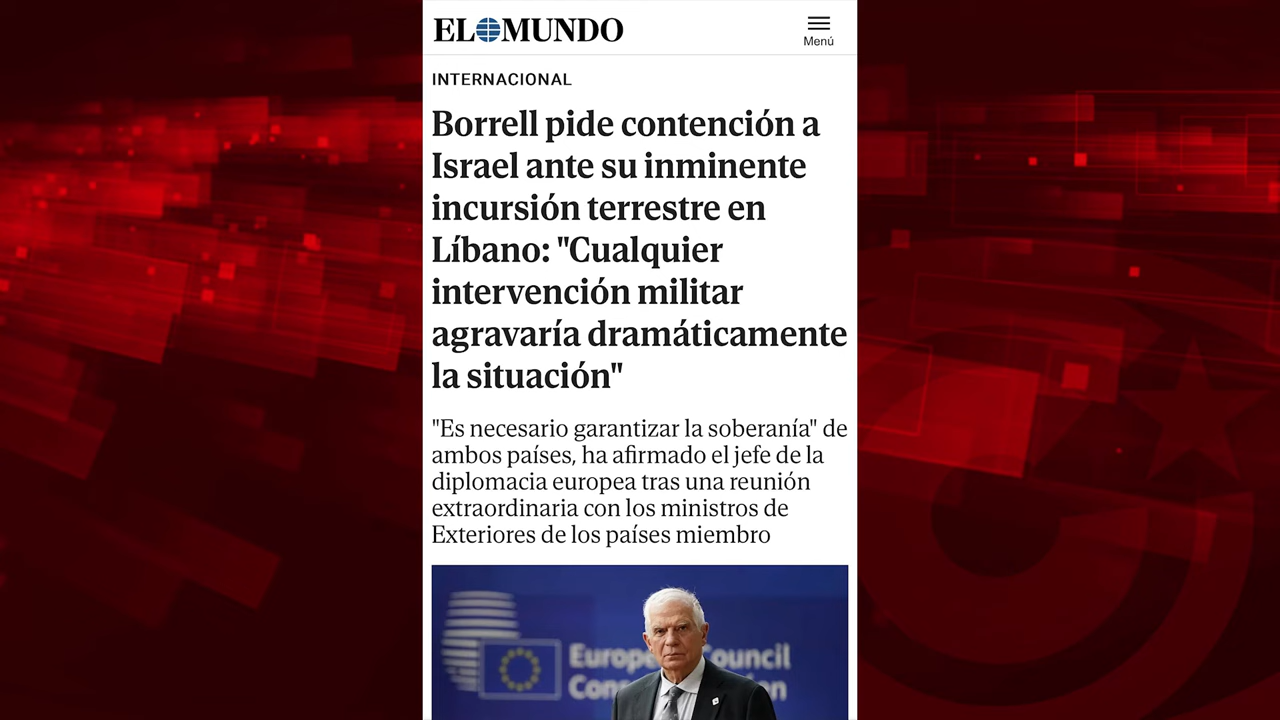 EL MUNDO
Menú
INTERNACIONAL
Borrell pide contención a
Israel ante su inminente
incursión terrestre en
Líbano: "Cualquier
intervención militar
agravaría dramáticamente
la situación"
"Es necesario garantizar la soberanía" de
ambos países, ha afirmado el jefe de la
diplomacia europea tras una reunión
extraordinaria con los ministros de
Exteriores de los países miembro
European Council